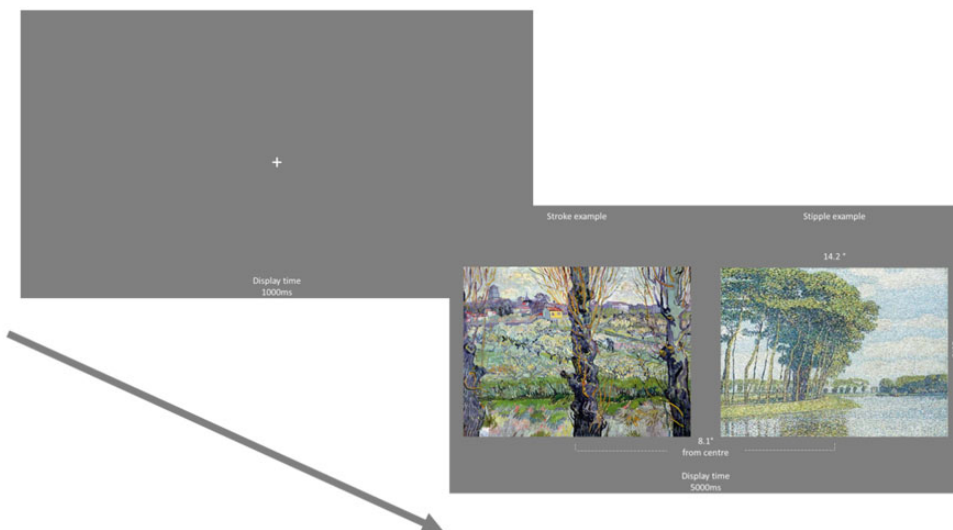 +
Display time
1000ms
Stroke example
Stipple example
14.2 °
8.1°
from centre
Display time
5000ms